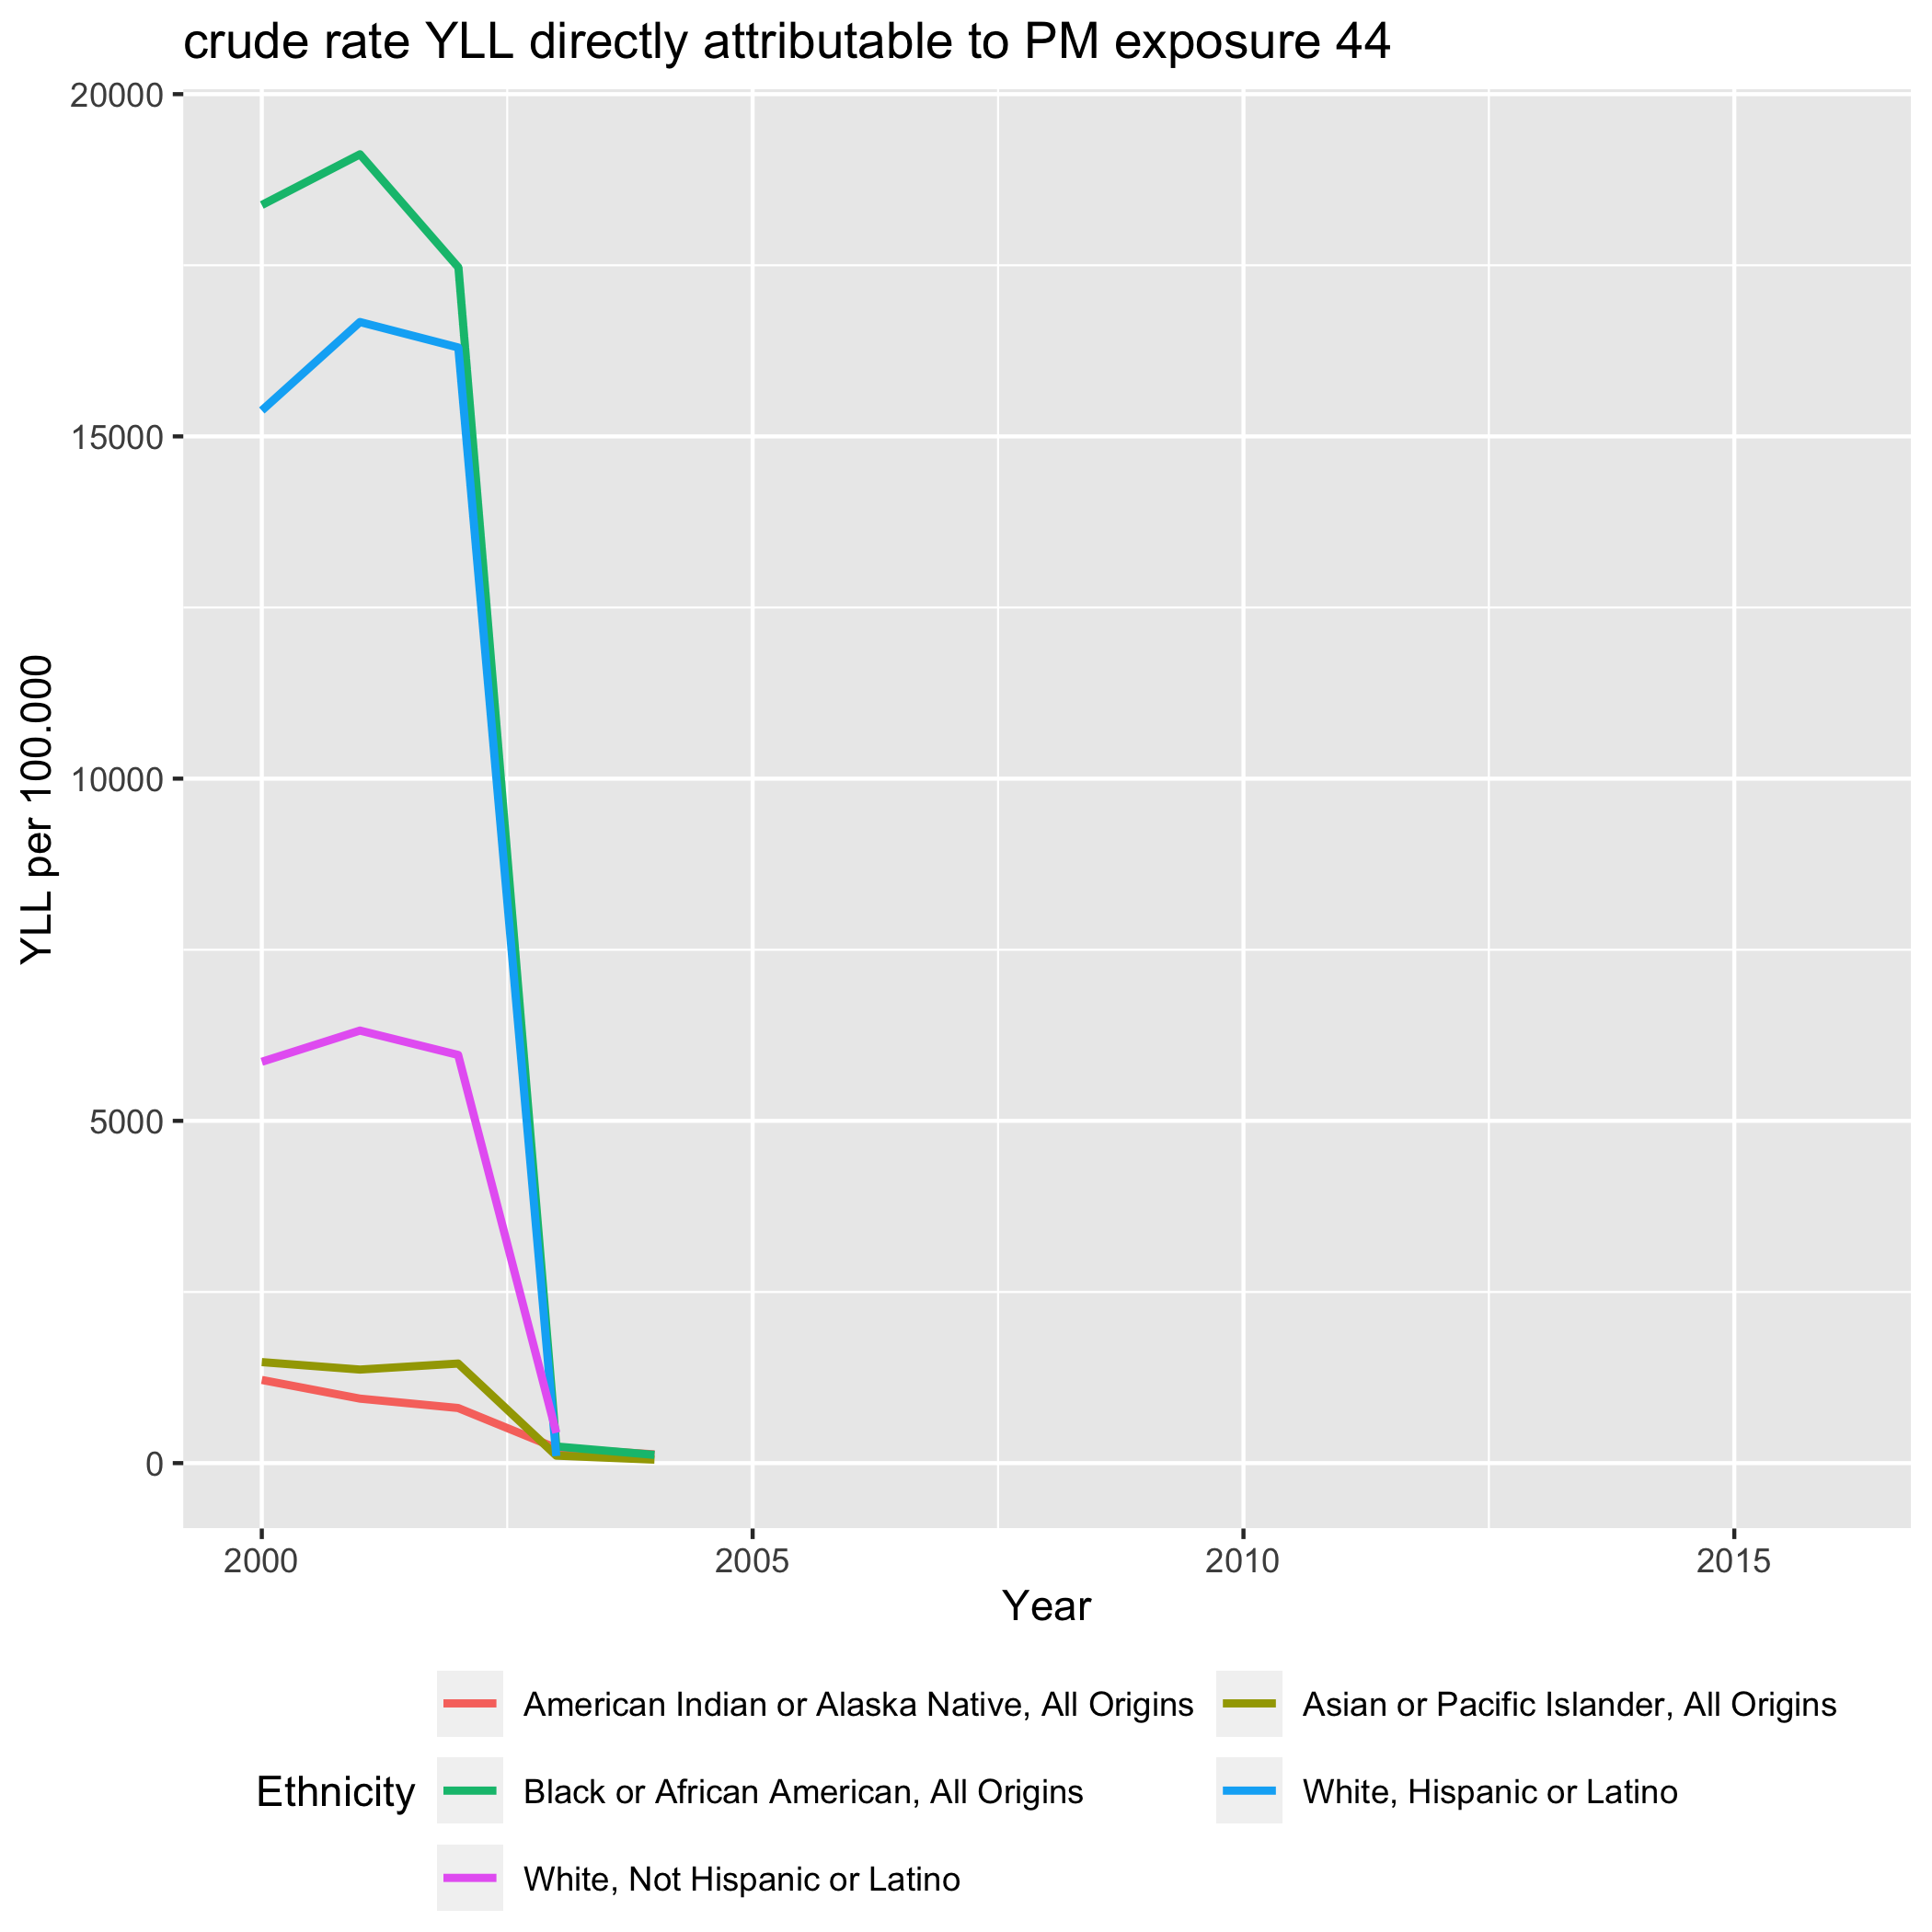 crude rate YLL directly attributable to PM exposure 44
20000
15000
10000
5000
0
YLL per 100.000
2000 2005 2010 2015
Year
Ethnicity
American Indian or Alaska Native, All Origins
Asian or Pacific Islander, All Origins
Black or African American, All Origins
White, Hispanic or Latino
White, Not Hispanic or Latino